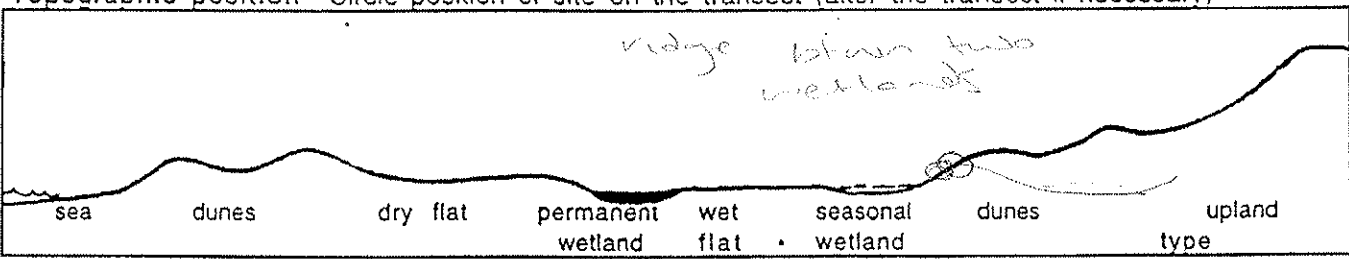 Topographic position Circle position of site on the transect (alter the transect if necessary)
ridge btwn two
wetlands
sea dunes dry flat permanent wet seasonal dunes upland
wetland flat wetland type